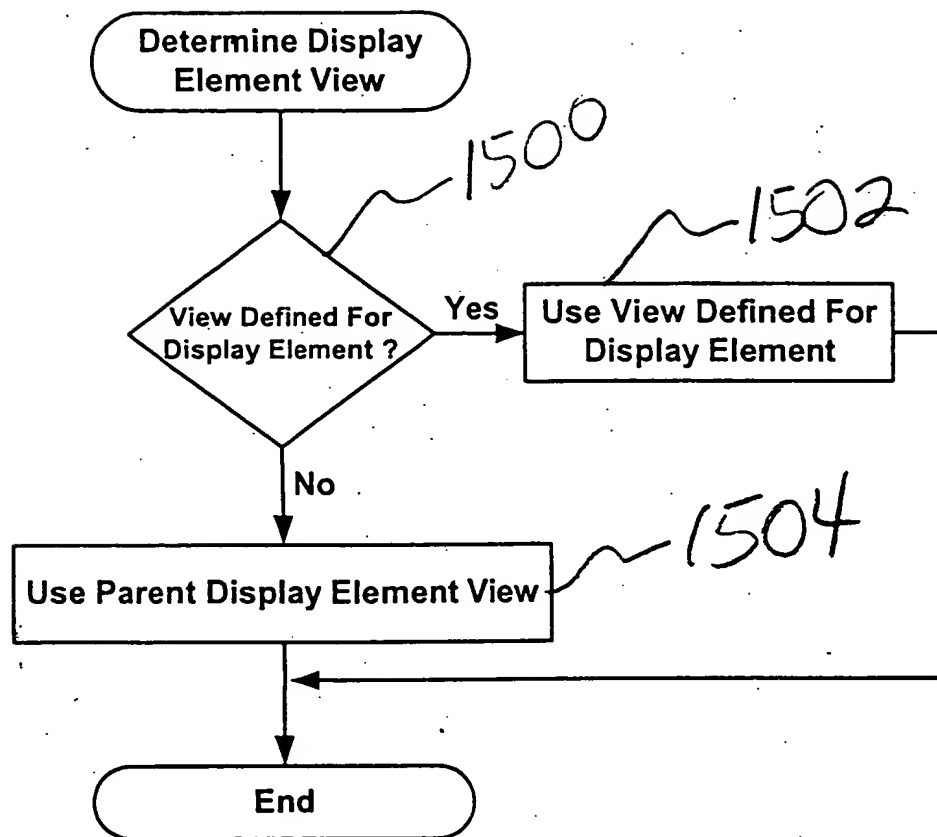 Determine Display
Element View
1500
1502
View Defined For
Display Element ?
Yes
Use View Defined For
Display Element
No
1504
Use Parent Display Element View
End